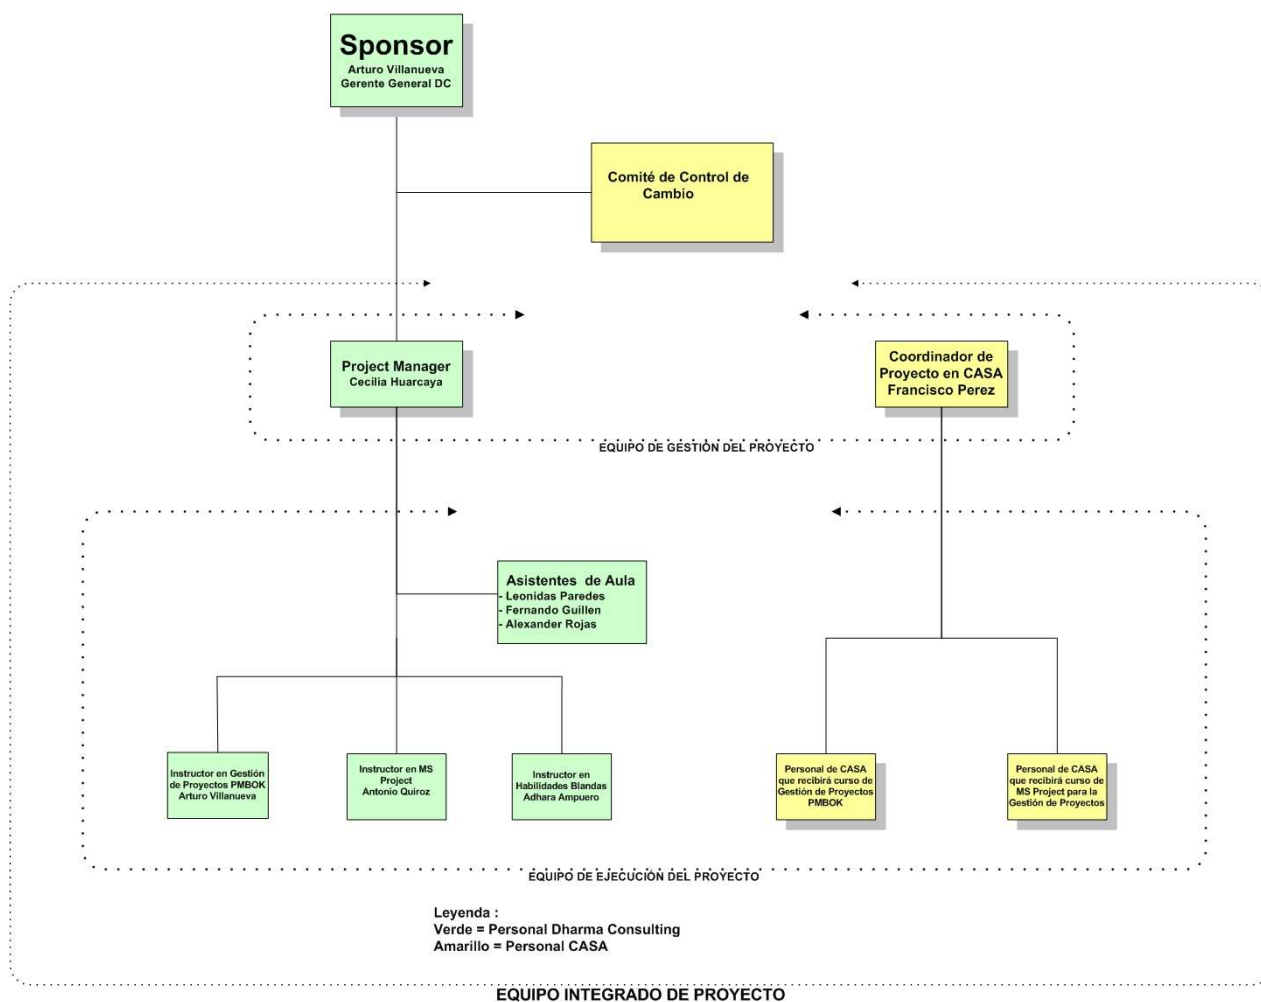 Sponsor
Arturo Villanueva
Gerente General DC
Comité de Control de
Cambio
Project Manager
Cecilia Huarcaya
Coordinador de
Proyecto en CASA
Francisco Perez
EQUIPO DE GESTIÓN DEL PROYECTO
Asistentes de Aula
- Leonidas Paredes
- Fernando Guillen
- Alexander Rojas
Instructor en Gestión
de Proyectos PMBOK
Arturo Villanueva
Instructor en MS
Project
Antonio Quiroz
Instructor en
Habilidades Blandas
Adhara Ampuero
Personal de CASA
que recibirá curso de
Gestión de Proyectos
PMBOK
Personal de CASA
que recibirá curso de
MS Project para la
Gestión de Proyectos
EQUIPO DE EJECUCIÓN DEL PROYECTO
Leyenda :
Verde = Personal Dharma Consulting
Amarillo = Personal CASA
EQUIPO INTEGRADO DE PROYECTO